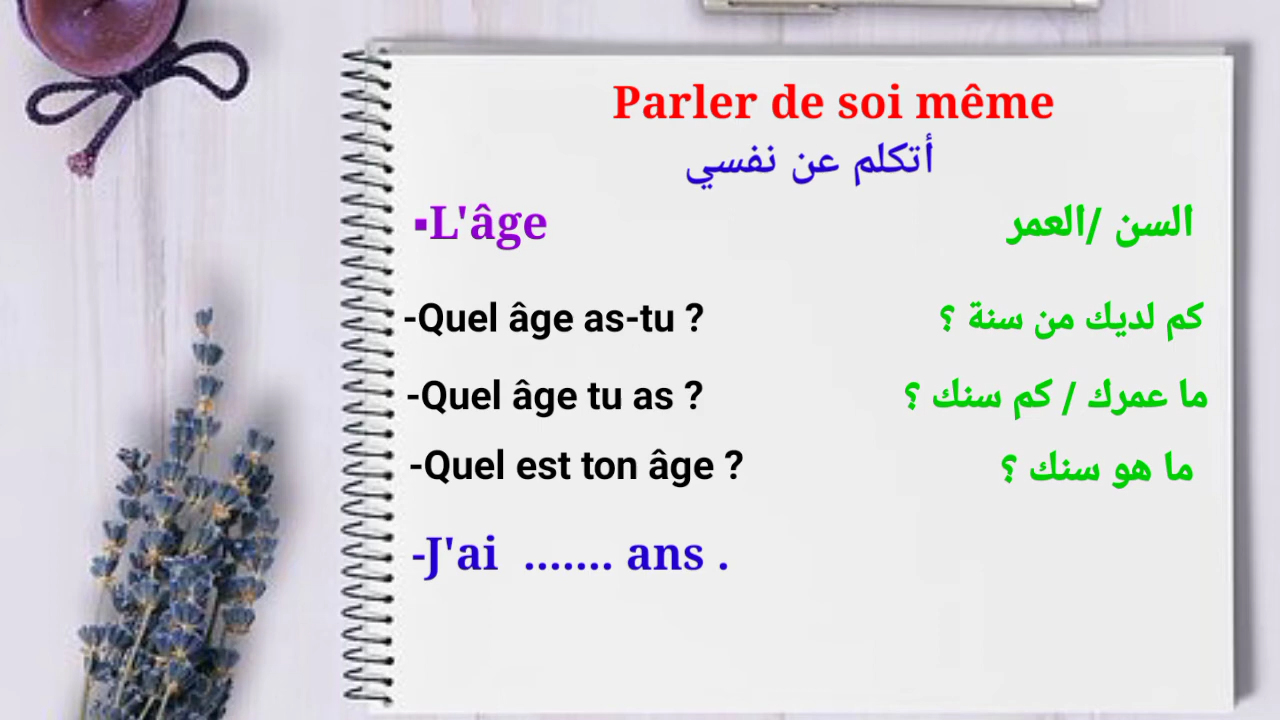 Parler de soi même
أتكلم عن نفسي
▪L'âge السن /العمر
-Quel âge as-tu ? كم لديك من سنة ؟
-Quel âge tu as ? ما عمرك / كم سنك ؟
-Quel est ton âge ? ما هو سنك ؟
-J'ai ....... ans .